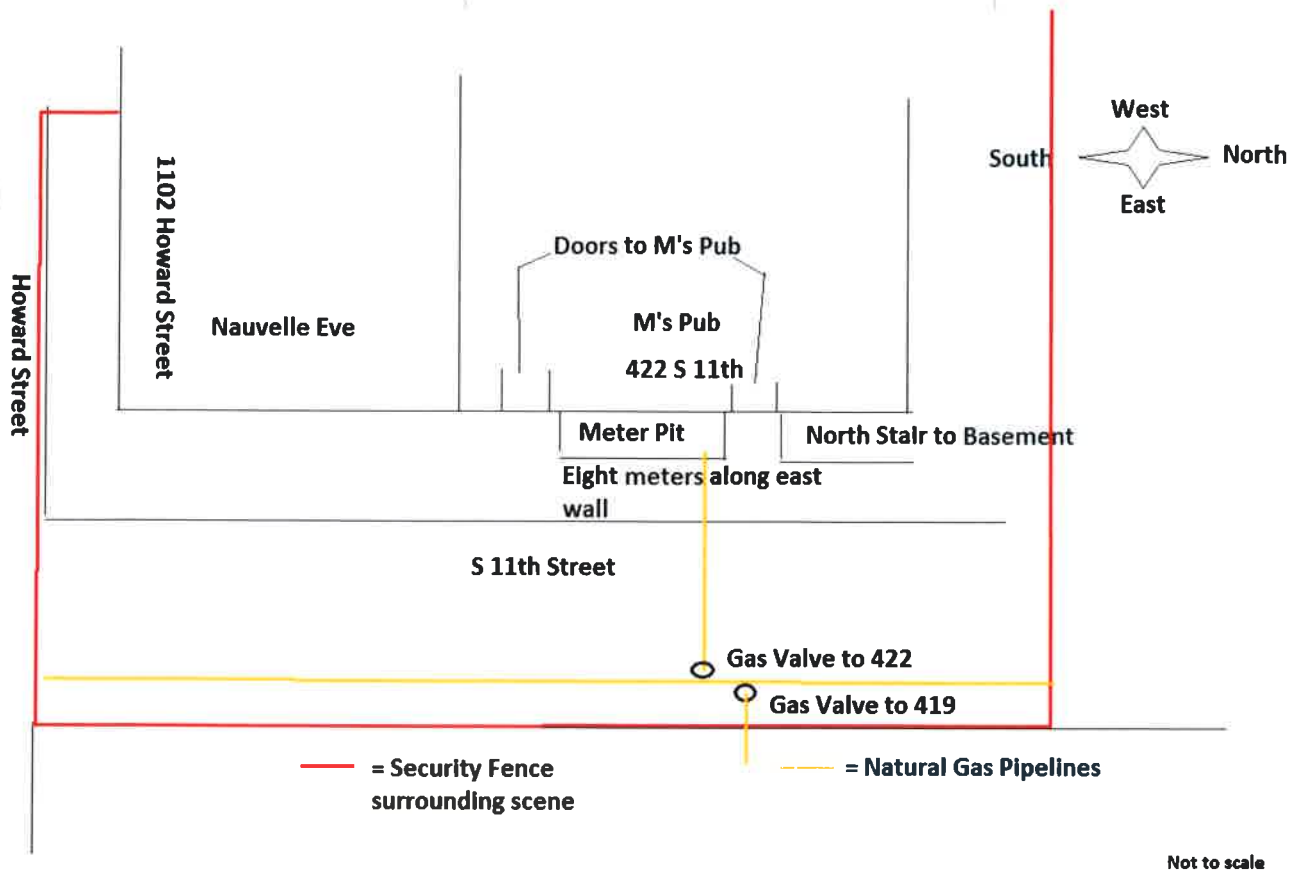 West
South
North
East
1102 Howard Street
Howard Street
Doors to M's Pub
Nauvelle Eve
M's Pub
422 S 11th
Meter Pit
North Stair to Basement
Eight meters along east
wall
S 11th Street
Gas Valve to 422
Gas Valve to 419
= Security Fence
surrounding scene
= Natural Gas Pipelines
Not to scale